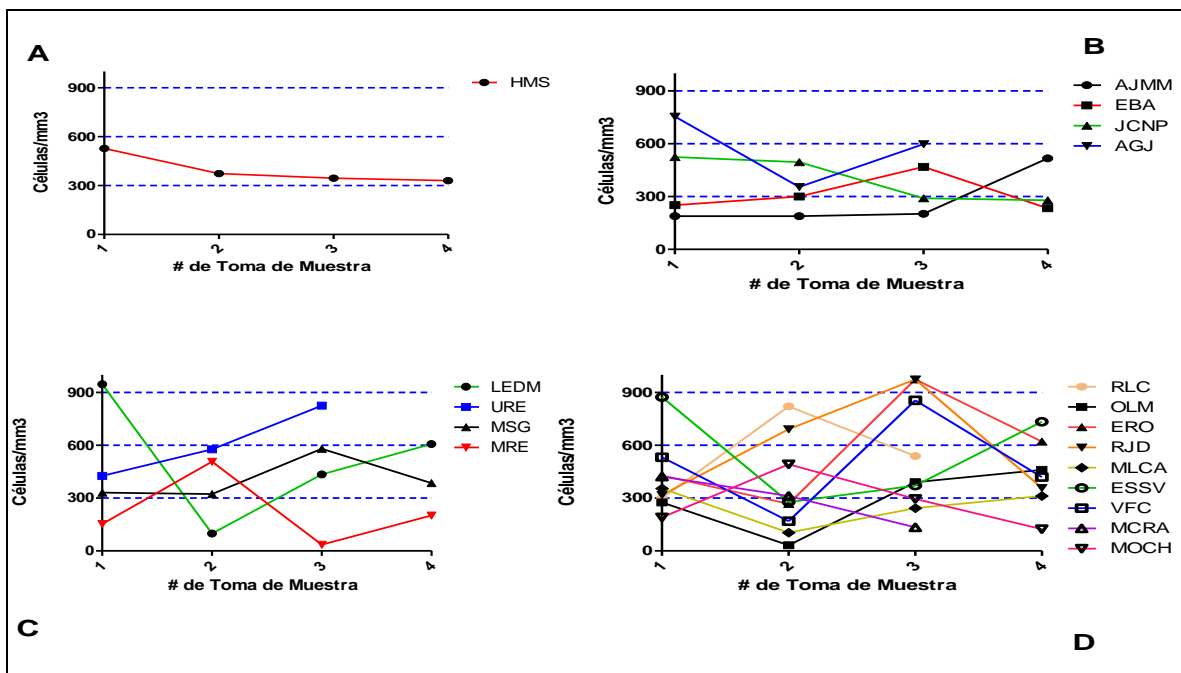 A
HMS
Células/mm3
900
600
300
0
1
2
3
4
# de Toma de Muestra
B
AJMM
EBA
JCNP
AGJ
Células/mm3
900
600
300
0
1
2
3
4
# de Toma de Muestra
LEDM
URE
MSG
MRE
Células/mm3
900
600
300
0
1
2
3
4
# de Toma de Muestra
C
RLC
OLM
ERO
RJD
MLCA
ESSV
VFC
MCRA
MOCH
Células/mm3
900
600
300
0
1
2
3
4
# de Toma de Muestra
D